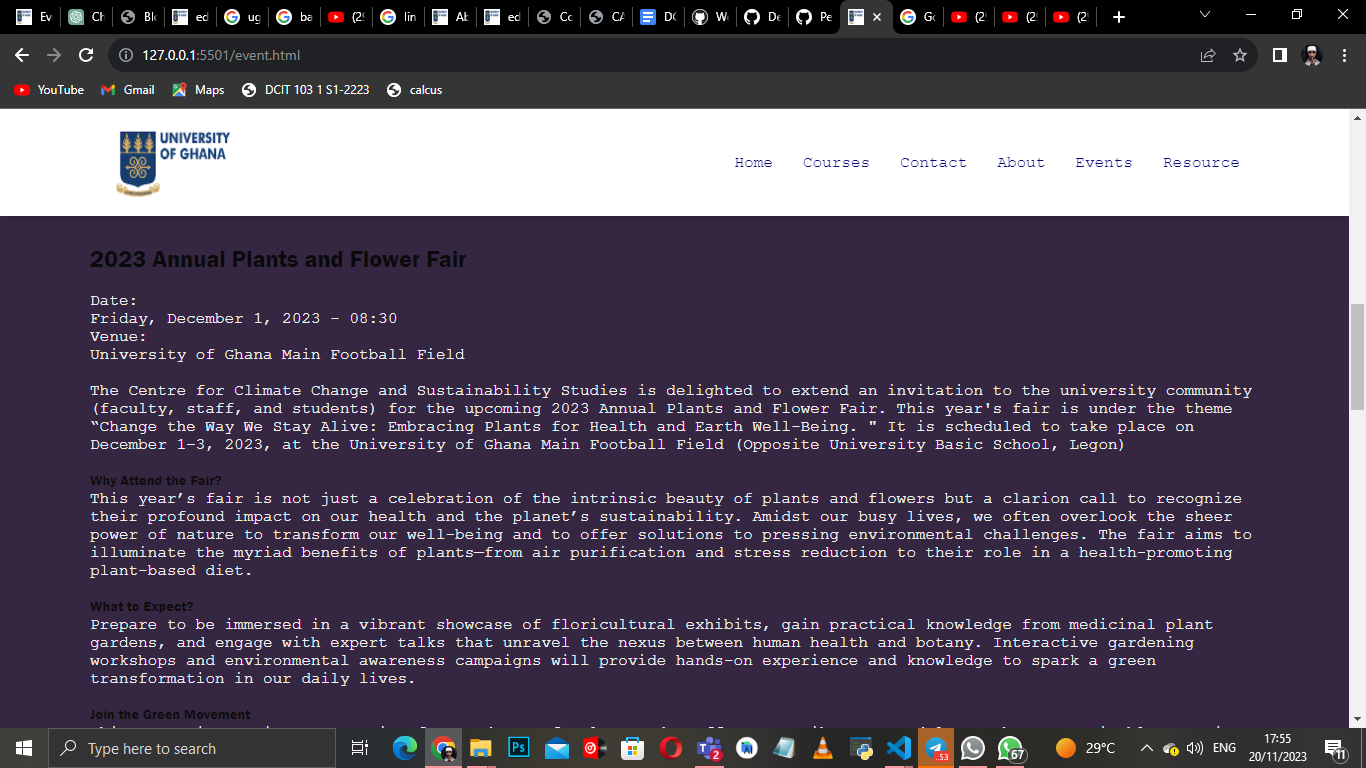 Eve
Ch
Blo
ed
ug
ba
(29
lin
Ab
ed
Co
CA
DC
We
De
Pe
Go
(29
(29
(29
127.0.0.1:5501/event.html
YouTube
Gmail
Maps
DCIT 103 1 S1-2223
calcus
UNIVERSITY
OF GHANA
Home
Courses
Contact
About
Events
Resource
2023 Annual Plants and Flower Fair
Date:
Friday, December 1, 2023 - 08:30
Venue:
University of Ghana Main Football Field
The Centre for Climate Change and Sustainability Studies is delighted to extend an invitation to the university community
(faculty, staff, and students) for the upcoming 2023 Annual Plants and Flower Fair. This year's fair is under the theme
“Change the Way We Stay Alive: Embracing Plants for Health and Earth Well-Being. " It is scheduled to take place on
December 1–3, 2023, at the University of Ghana Main Football Field (Opposite University Basic School, Legon)
Why Attend the Fair?
This year’s fair is not just a celebration of the intrinsic beauty of plants and flowers but a clarion call to recognize
their profound impact on our health and the planet’s sustainability. Amidst our busy lives, we often overlook the sheer
power of nature to transform our well-being and to offer solutions to pressing environmental challenges. The fair aims to
illuminate the myriad benefits of plants—from air purification and stress reduction to their role in a health-promoting
plant-based diet.
What to Expect?
Prepare to be immersed in a vibrant showcase of floricultural exhibits, gain practical knowledge from medicinal plant
gardens, and engage with expert talks that unravel the nexus between human health and botany. Interactive gardening
workshops and environmental awareness campaigns will provide hands-on experience and knowledge to spark a green
transformation in our daily lives.
Join the Green Movement
Type here to search
Ps
2
53
67
29°C
ENG
17:55
20/11/2023
11